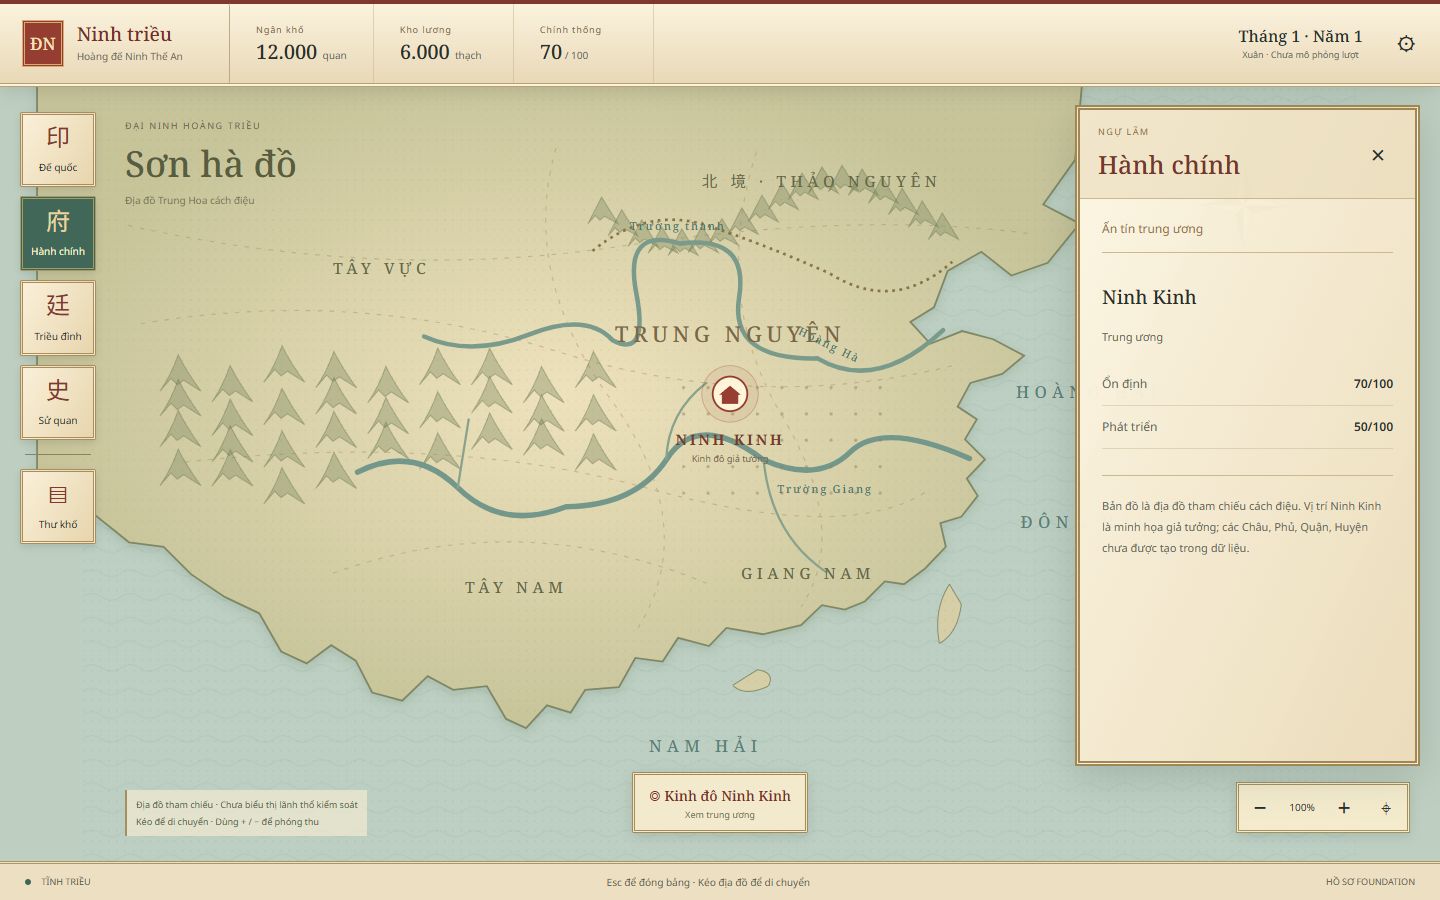 ĐN
Ninh triều
Hoàng đế Ninh Thế An
Ngân khố
12.000 quan
Kho lương
6.000 thạch
Chính thống
70 / 100
Tháng 1 · Năm 1
Xuân · Chưa mô phỏng lượt
印
Đế quốc
府
Hành chính
廷
Triều đình
史
Sử quan
Thư khố
ĐẠI NINH HOÀNG TRIỀU
Sơn hà đồ
Địa đồ Trung Hoa cách điệu
北 境 · THẢO NGUYÊN
Trường thành
TÂY VỰC
TRUNG NGUYÊN
Hoàng Hà
HOÀN
NINH KINH
Kinh đô giả tưởng
Trường Giang
ĐÔN
GIANG NAM
TÂY NAM
NAM HẢI
NGỰ LÃM
Hành chính
×
Ấn tín trung ương
Ninh Kinh
Trung ương
Ổn định 70/100
Phát triển 50/100
Bản đồ là địa đồ tham chiếu cách điệu. Vị trí Ninh Kinh
là minh họa giả tưởng; các Châu, Phủ, Quận, Huyện
chưa được tạo trong dữ liệu.
Địa đồ tham chiếu · Chưa biểu thị lãnh thổ kiểm soát
Kéo để di chuyển · Dùng + / − để phóng thu
◎ Kinh đô Ninh Kinh
Xem trung ương
− 100% + ⌖
TĨNH TRIỀU
Esc để đóng bảng · Kéo địa đồ để di chuyển
HỒ SƠ FOUNDATION